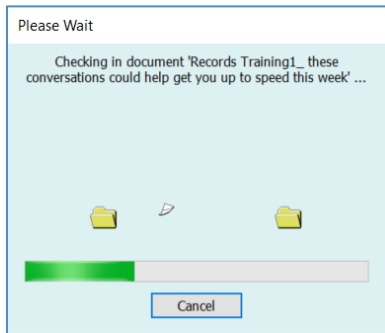 Please Wait
Checking in document 'Records Training1_ these
conversations could help get you up to speed this week' ...
Cancel